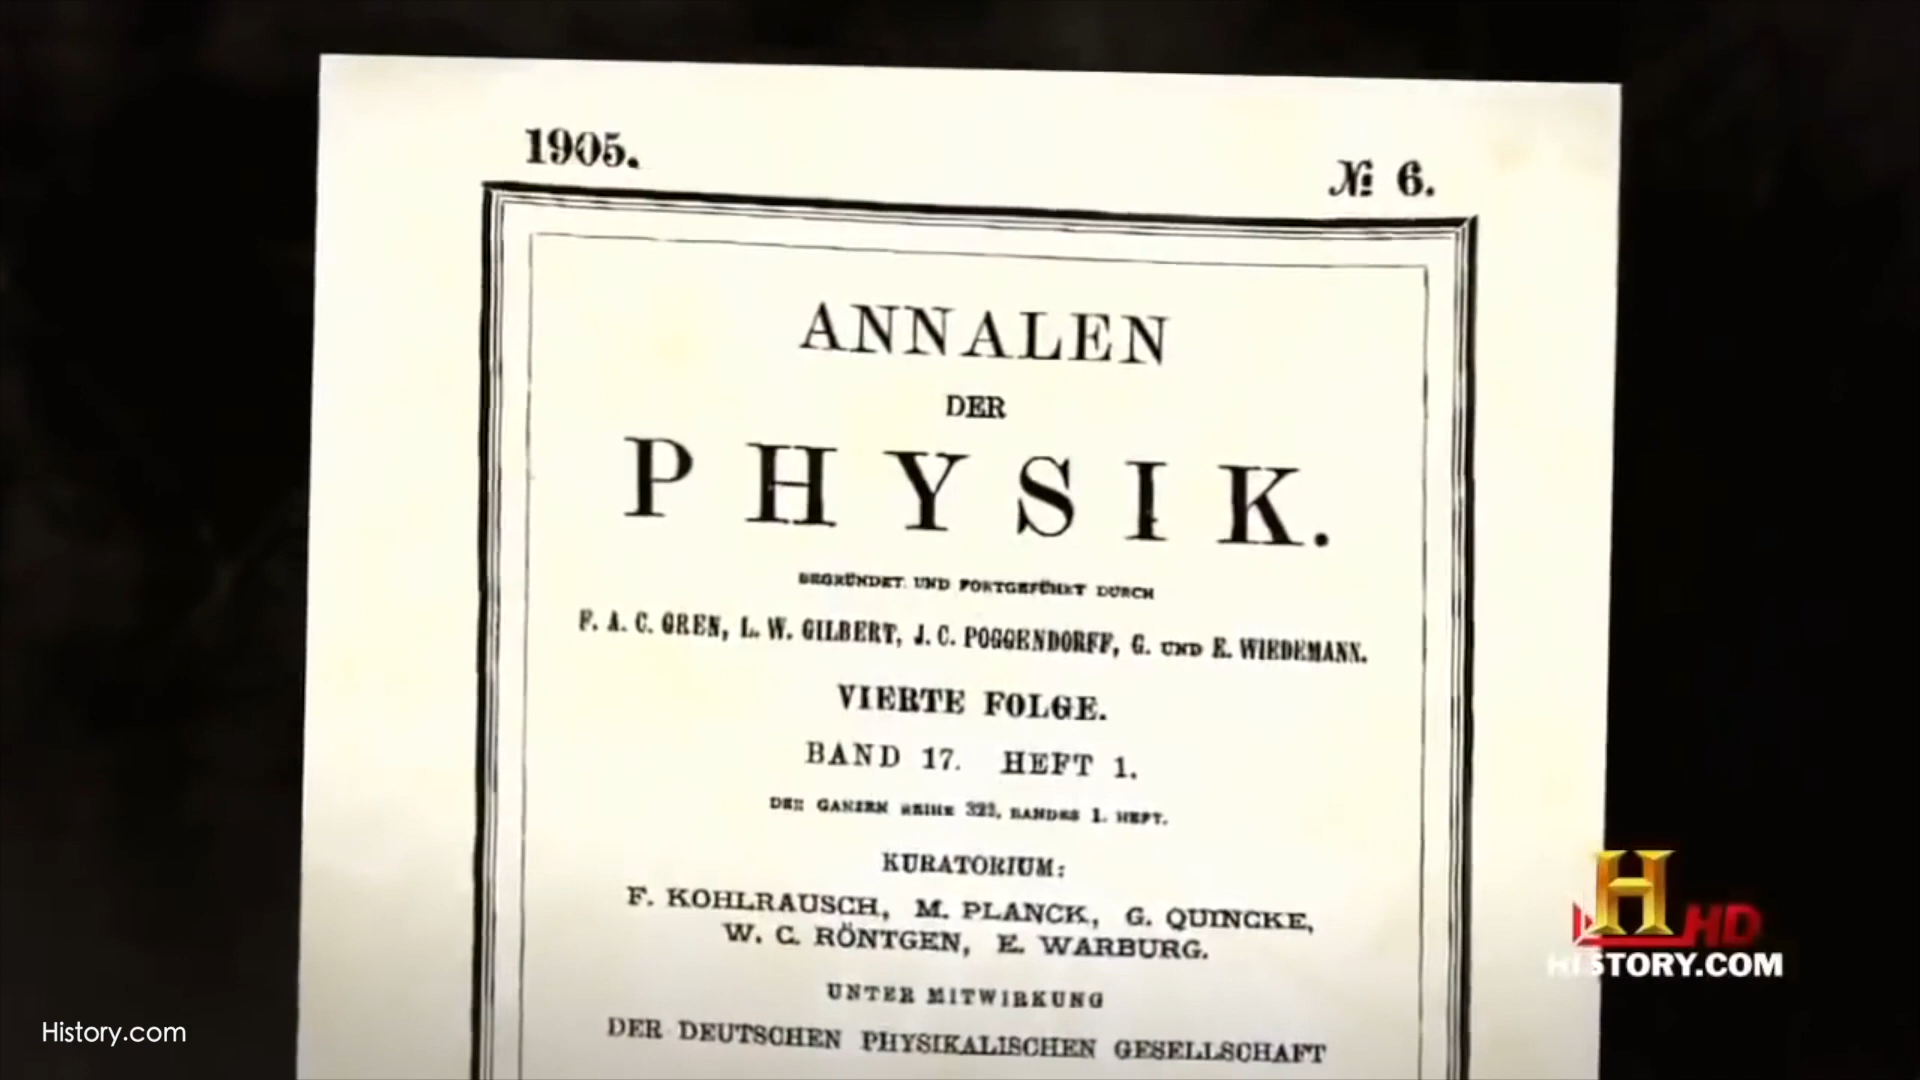 1905.
№ 6.
ANNALEN
DER
PHYSIK.
BEGRÜNDET UND FORTGEFÜHRT DURCH
F. A. C. GREN, L. W. GILBERT, J. C. POGGENDORFF, G. UND E. WIEDEMANN.
VIERTE FOLGE.
BAND 17. HEFT 1.
DER GANZEN REIHE 322. BANDES 1. HEFT.
KURATORIUM:
F. KOHLRAUSCH, M. PLANCK, G. QUINCKE,
W. C. RÖNTGEN, E. WARBURG.
UNTER MITWIRKUNG
DER DEUTSCHEN PHYSIKALISCHEN GESELLSCHAFT
H HD
HISTORY.COM
History.com